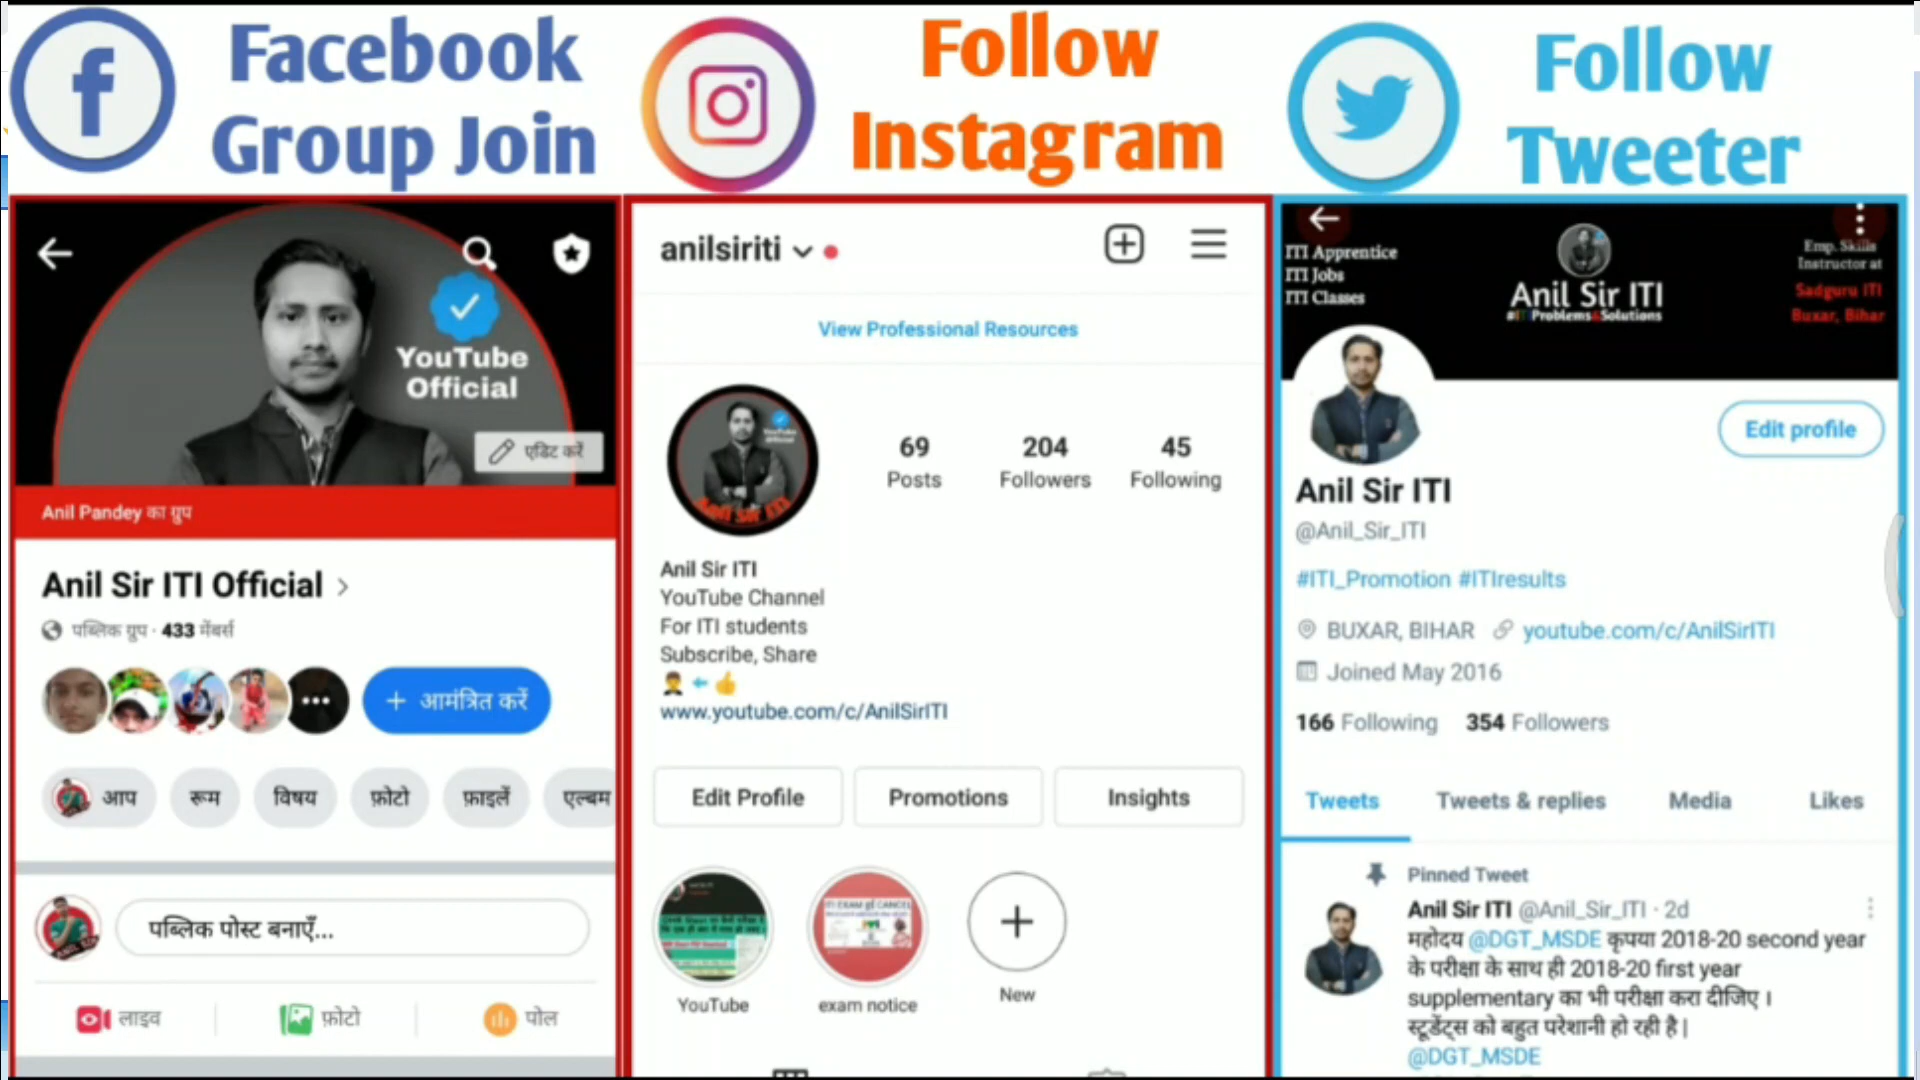 Facebook
Group Join
YouTube
Official
एडिट करें
Anil Pandey का ग्रुप
Anil Sir ITI Official
पब्लिक ग्रुप · 433 मेंबर्स
+ आमंत्रित करें
आप
रूम
विषय
फ़ोटो
फ़ाइलें
एल्बम
पब्लिक पोस्ट बनाएँ...
लाइव
फ़ोटो
पोल
Follow
Instagram
anilsiriti
View Professional Resources
69
Posts
204
Followers
45
Following
Anil Sir ITI
YouTube Channel
For ITI students
Subscribe, Share
www.youtube.com/c/AnilSirITI
Edit Profile
Promotions
Insights
YouTube
exam notice
New
Follow
Tweeter
ITI Apprentice
ITI Jobs
ITI Classes
Anil Sir ITI
#ITIProblems&Solutions
Emp. Skills
Instructor at
Sadguru ITI
Buxar, Bihar
Edit profile
Anil Sir ITI
@Anil_Sir_ITI
#ITI_Promotion #ITIresults
BUXAR, BIHAR youtube.com/c/AnilSirITI
Joined May 2016
166 Following 354 Followers
Tweets
Tweets & replies
Media
Likes
Pinned Tweet
Anil Sir ITI @Anil_Sir_ITI · 2d
महोदय @DGT_MSDE कृपया 2018-20 second year
के परीक्षा के साथ ही 2018-20 first year
supplementary का भी परीक्षा करा दीजिए ।
स्टूडेंट्स को बहुत परेशानी हो रही है |
@DGT_MSDE